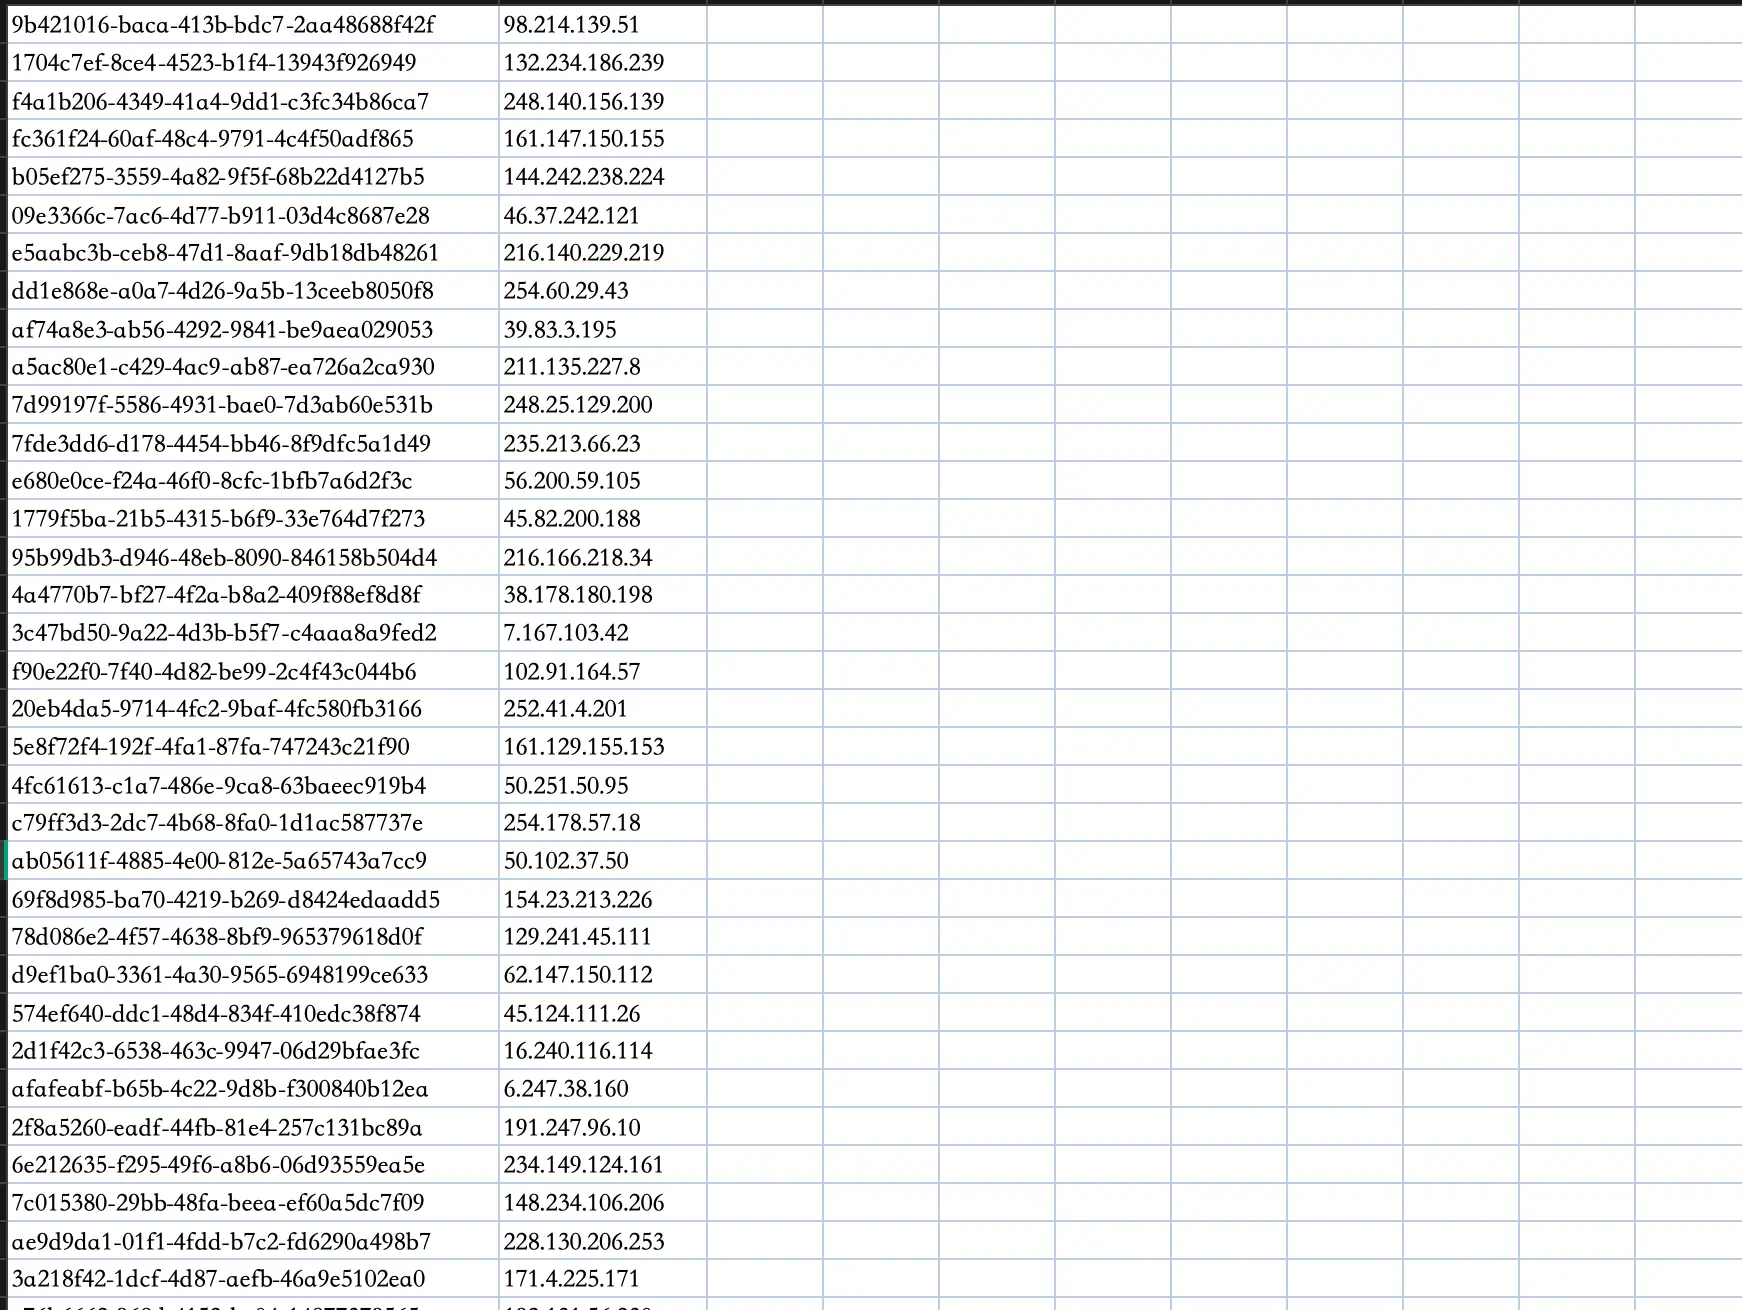 9b421016-baca-413b-bdc7-2aa48688f42f 98.214.139.51
1704c7ef-8ce4-4523-b1f4-13943f926949 132.234.186.239
f4a1b206-4349-41a4-9dd1-c3fc34b86ca7 248.140.156.139
fc361f24-60af-48c4-9791-4c4f50adf865 161.147.150.155
b05ef275-3559-4a82-9f5f-68b22d4127b5 144.242.238.224
09e3366c-7ac6-4d77-b911-03d4c8687e28 46.37.242.121
e5aabc3b-ceb8-47d1-8aaf-9db18db48261 216.140.229.219
dd1e868e-a0a7-4d26-9a5b-13ceeb8050f8 254.60.29.43
af74a8e3-ab56-4292-9841-be9aea029053 39.83.3.195
a5ac80e1-c429-4ac9-ab87-ea726a2ca930 211.135.227.8
7d99197f-5586-4931-bae0-7d3ab60e531b 248.25.129.200
7fde3dd6-d178-4454-bb46-8f9dfc5a1d49 235.213.66.23
e680e0ce-f24a-46f0-8cfc-1bfb7a6d2f3c 56.200.59.105
1779f5ba-21b5-4315-b6f9-33e764d7f273 45.82.200.188
95b99db3-d946-48eb-8090-846158b504d4 216.166.218.34
4a4770b7-bf27-4f2a-b8a2-409f88ef8d8f 38.178.180.198
3c47bd50-9a22-4d3b-b5f7-c4aaa8a9fed2 7.167.103.42
f90e22f0-7f40-4d82-be99-2c4f43c044b6 102.91.164.57
20eb4da5-9714-4fc2-9baf-4fc580fb3166 252.41.4.201
5e8f72f4-192f-4fa1-87fa-747243c21f90 161.129.155.153
4fc61613-c1a7-486e-9ca8-63baeec919b4 50.251.50.95
c79ff3d3-2dc7-4b68-8fa0-1d1ac587737e 254.178.57.18
ab05611f-4885-4e00-812e-5a65743a7cc9 50.102.37.50
69f8d985-ba70-4219-b269-d8424edaadd5 154.23.213.226
78d086e2-4f57-4638-8bf9-965379618d0f 129.241.45.111
d9ef1ba0-3361-4a30-9565-6948199ce633 62.147.150.112
574ef640-ddc1-48d4-834f-410edc38f874 45.124.111.26
2d1f42c3-6538-463c-9947-06d29bfae3fc 16.240.116.114
afafeabf-b65b-4c22-9d8b-f300840b12ea 6.247.38.160
2f8a5260-eadf-44fb-81e4-257c131bc89a 191.247.96.10
6e212635-f295-49f6-a8b6-06d93559ea5e 234.149.124.161
7c015380-29bb-48fa-beea-ef60a5dc7f09 148.234.106.206
ae9d9da1-01f1-4fdd-b7c2-fd6290a498b7 228.130.206.253
3a218f42-1dcf-4d87-aefb-46a9e5102ea0 171.4.225.171